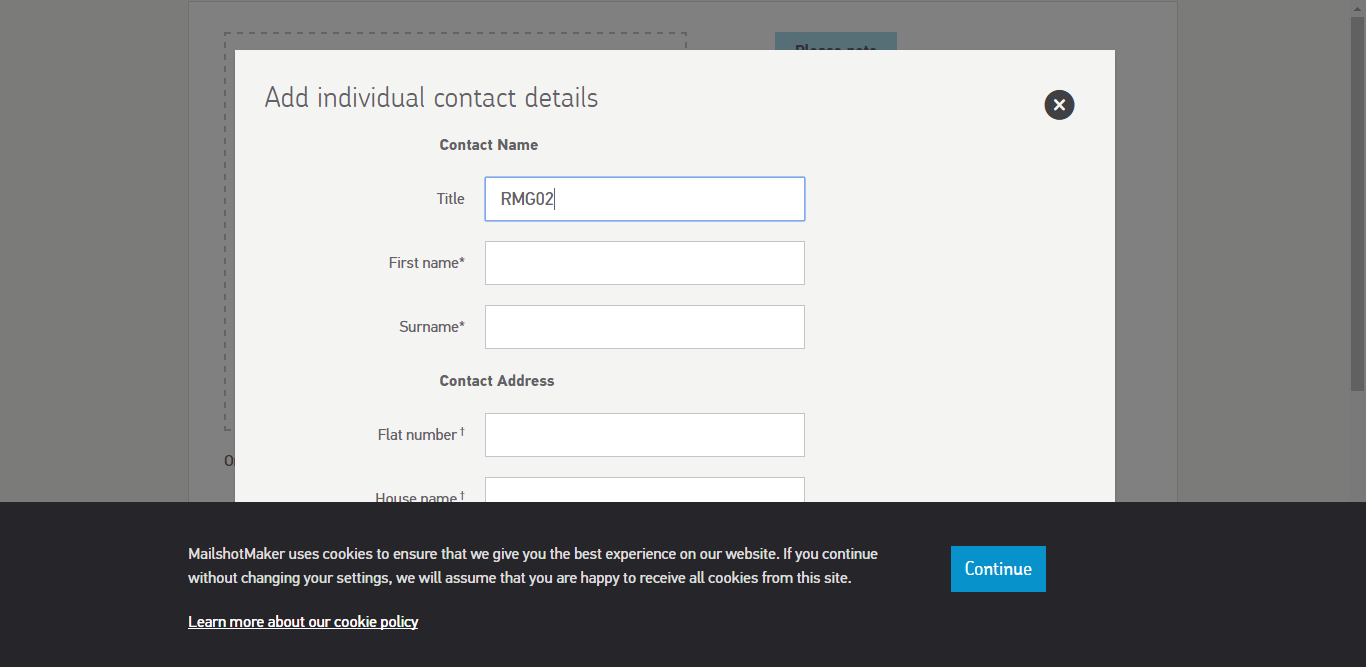 Add individual contact details
Contact Name
Title
RMG02
First name*
Surname*
Contact Address
Flat number †
House name †
MailshotMaker uses cookies to ensure that we give you the best experience on our website. If you continue
without changing your settings, we will assume that you are happy to receive all cookies from this site.
Continue
Learn more about our cookie policy